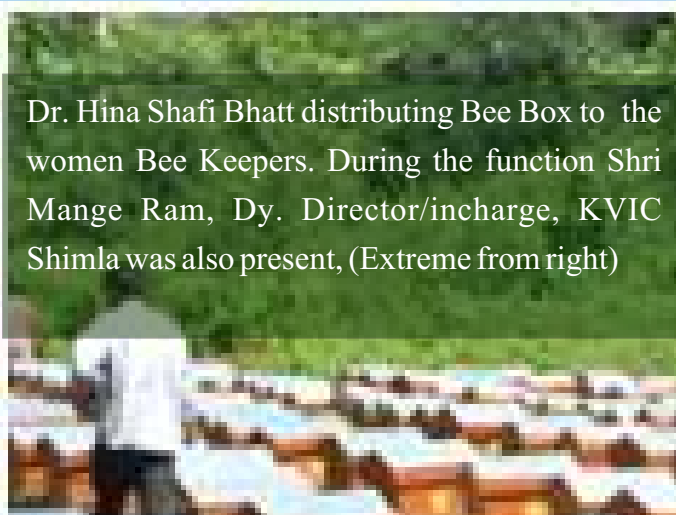 Dr. Hina Shafi Bhatt distributing Bee Box to the
women Bee Keepers. During the function Shri
Mange Ram, Dy. Director/incharge, KVIC
Shimla was also present, (Extreme from right)